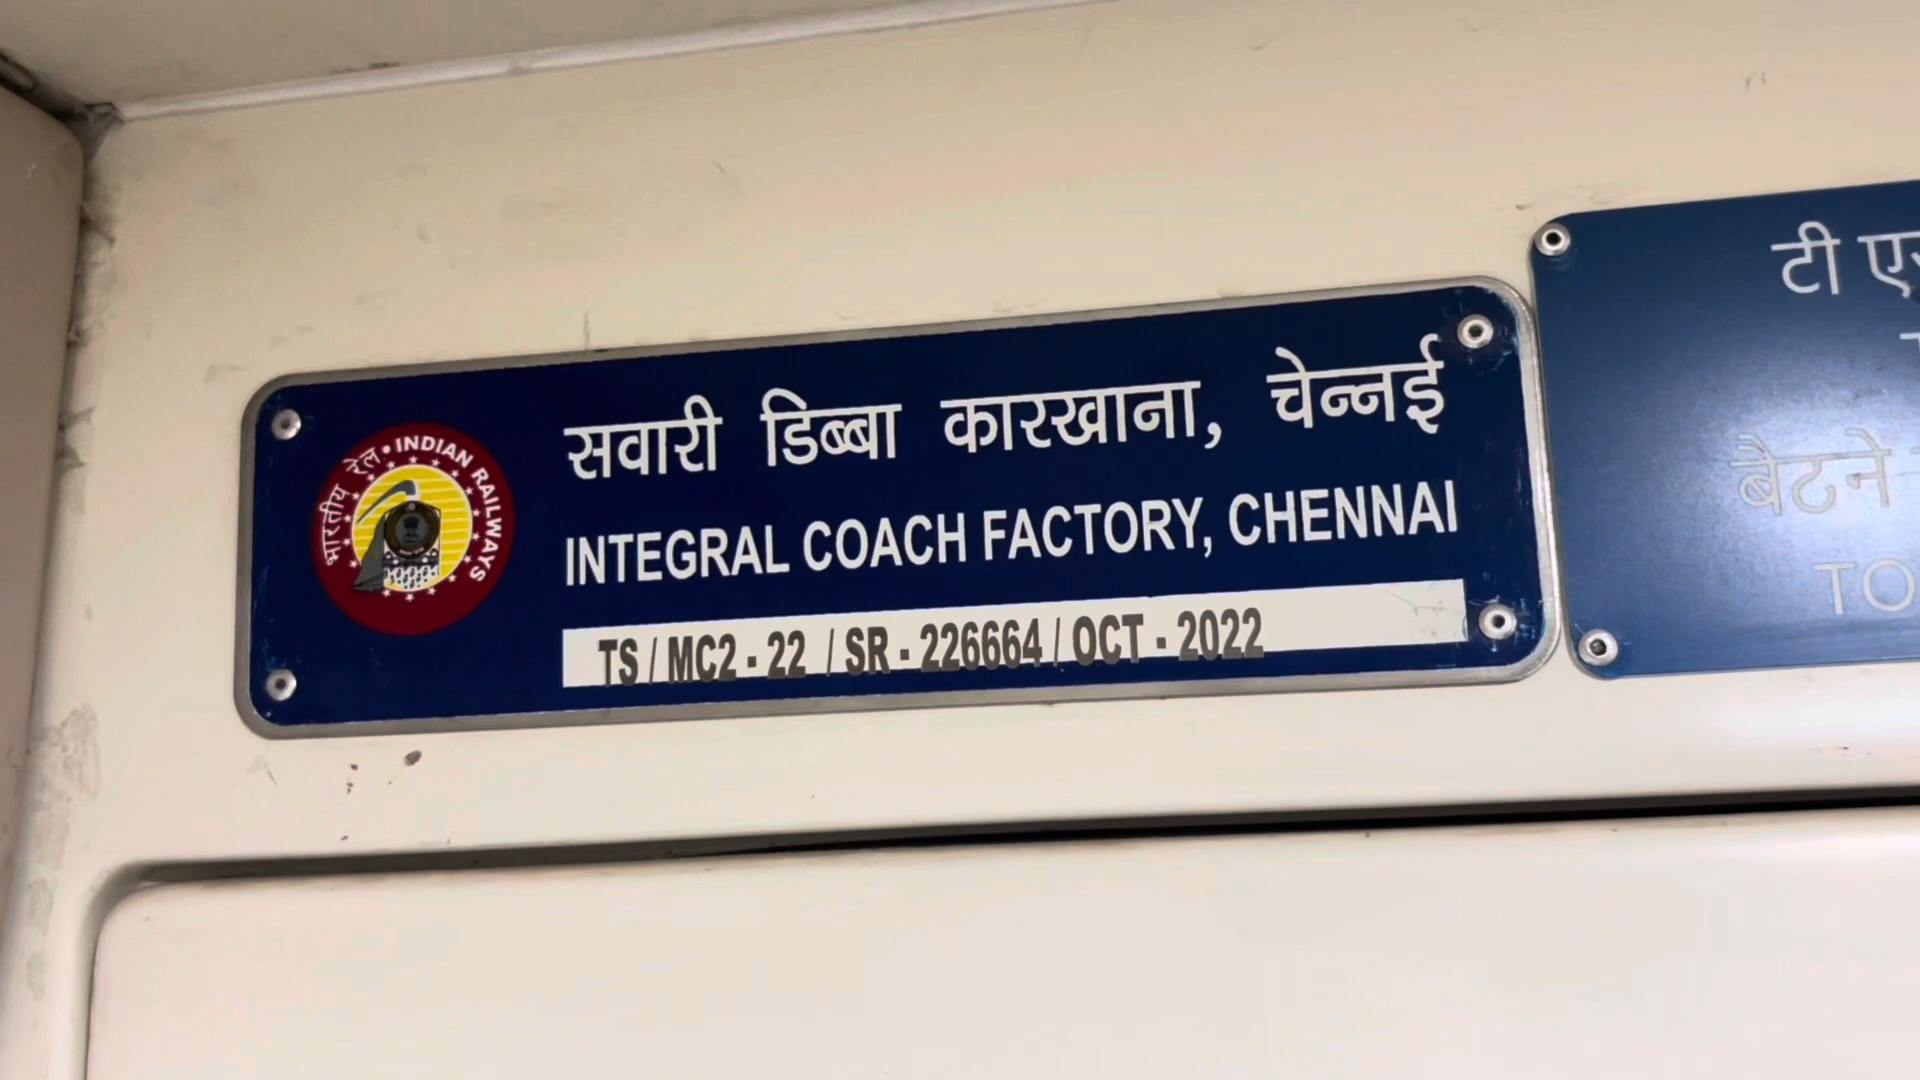 भारतीय रेल • INDIAN RAILWAYS
सवारी डिब्बा कारखाना, चेन्नई
INTEGRAL COACH FACTORY, CHENNAI
TS / MC2 - 22 / SR - 226664 / OCT - 2022
टी
बैटने
TO